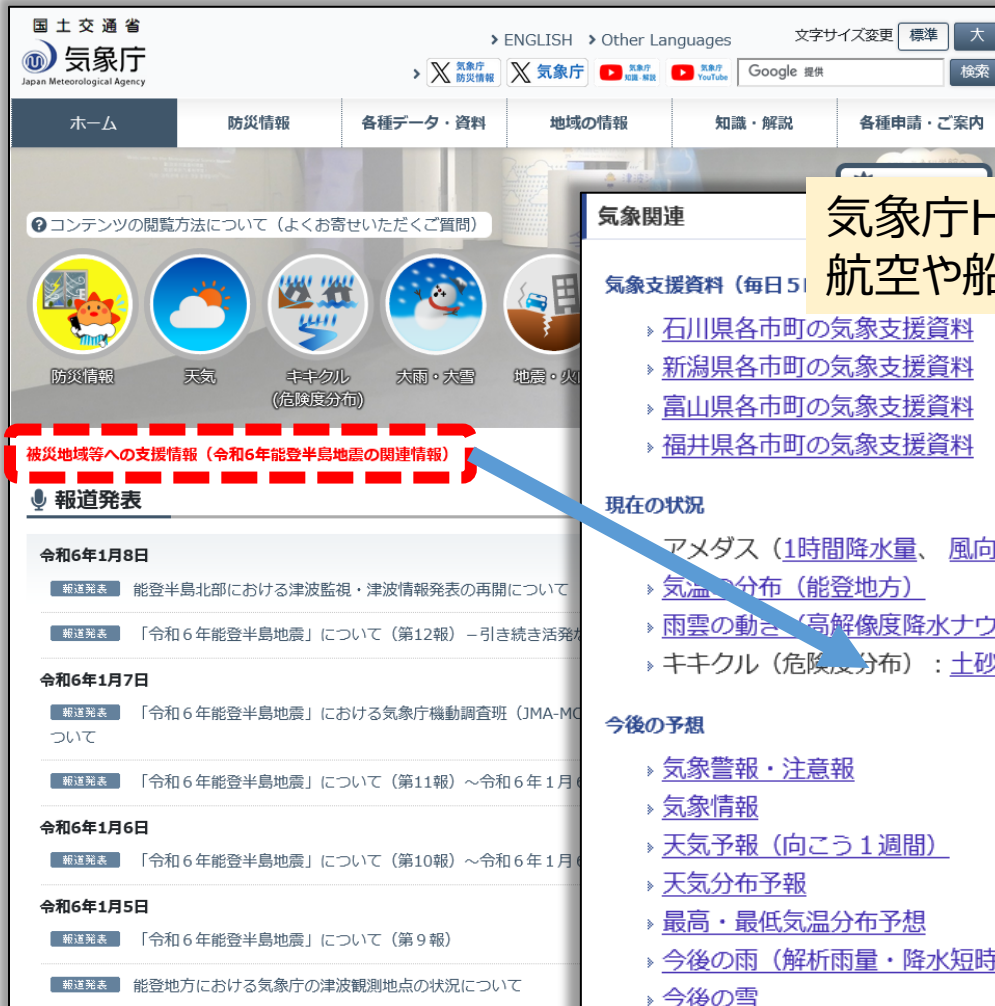 国土交通省
気象庁
Japan Meteorological Agency
ENGLISH Other Languages
文字サイズ変更 標準 大
気象庁防災情報 気象庁 気象庁知識・解説 気象庁YouTube Google 提供 検索
ホーム 防災情報 各種データ・資料 地域の情報 知識・解説 各種申請・ご案内
コンテンツの閲覧方法について（よくお寄せいただくご質問）
防災情報 天気 キキクル(危険度分布) 大雨・大雪 地震・火
被災地域等への支援情報（令和6年能登半島地震の関連情報）
報道発表
令和6年1月8日
報道発表 能登半島北部における津波監視・津波情報発表の再開について
報道発表 「令和６年能登半島地震」について（第12報）－引き続き活発な
令和6年1月7日
報道発表 「令和６年能登半島地震」における気象庁機動調査班（JMA-MO
ついて
報道発表 「令和６年能登半島地震」について（第11報）～令和６年１月６
令和6年1月6日
報道発表 「令和６年能登半島地震」について（第10報）～令和６年１月６
令和6年1月5日
報道発表 「令和６年能登半島地震」について（第９報）
報道発表 能登地方における気象庁の津波観測地点の状況について
気象庁H
航空や船
気象関連
気象支援資料（毎日５
石川県各市町の気象支援資料
新潟県各市町の気象支援資料
富山県各市町の気象支援資料
福井県各市町の気象支援資料
現在の状況
アメダス（1時間降水量、 風向
気温の分布（能登地方）
雨雲の動き（高解像度降水ナウ
キキクル（危険度分布）：土砂
今後の予想
気象警報・注意報
気象情報
天気予報（向こう１週間）
天気分布予報
最高・最低気温分布予想
今後の雨（解析雨量・降水短時
今後の雪